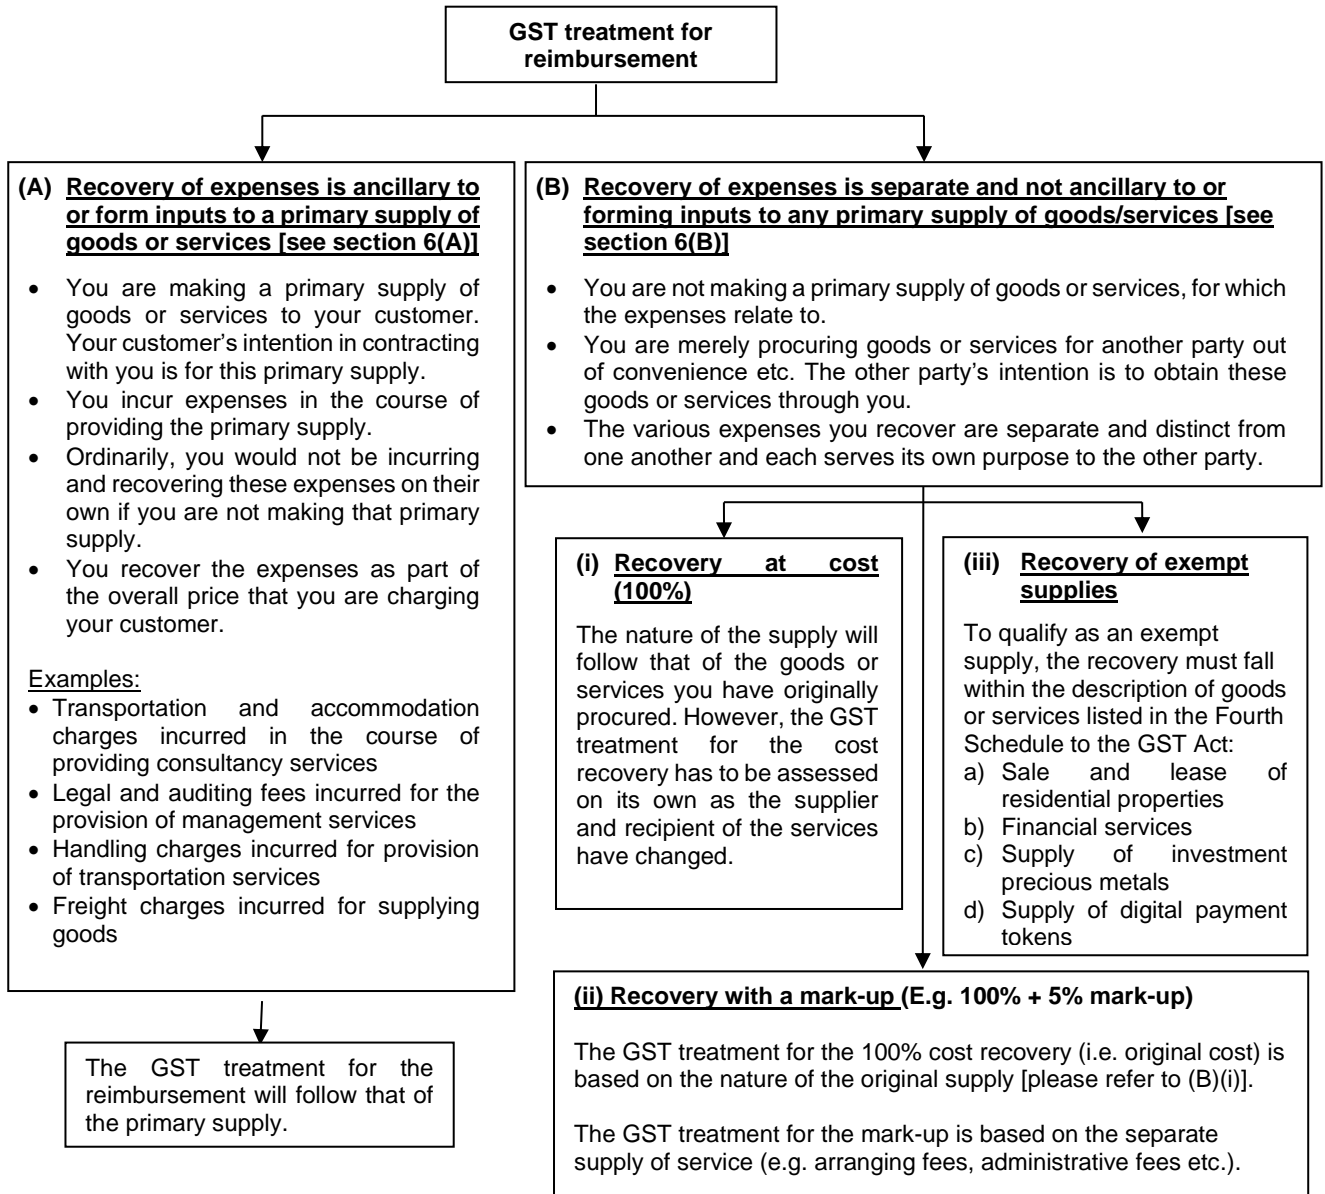 GST treatment for
reimbursement
(A) Recovery of expenses is ancillary to
or form inputs to a primary supply of
goods or services [see section 6(A)]
• You are making a primary supply of
goods or services to your customer.
Your customer’s intention in contracting
with you is for this primary supply.
• You incur expenses in the course of
providing the primary supply.
• Ordinarily, you would not be incurring
and recovering these expenses on their
own if you are not making that primary
supply.
• You recover the expenses as part of
the overall price that you are charging
your customer.
Examples:
• Transportation and accommodation
charges incurred in the course of
providing consultancy services
• Legal and auditing fees incurred for the
provision of management services
• Handling charges incurred for provision
of transportation services
• Freight charges incurred for supplying
goods
The GST treatment for the
reimbursement will follow that of
the primary supply.
(B) Recovery of expenses is separate and not ancillary to or
forming inputs to any primary supply of goods/services [see
section 6(B)]
• You are not making a primary supply of goods or services, for which
the expenses relate to.
• You are merely procuring goods or services for another party out
of convenience etc. The other party’s intention is to obtain these
goods or services through you.
• The various expenses you recover are separate and distinct from
one another and each serves its own purpose to the other party.
(i) Recovery at cost
(100%)
The nature of the supply will
follow that of the goods or
services you have originally
procured. However, the GST
treatment for the cost
recovery has to be assessed
on its own as the supplier
and recipient of the services
have changed.
(iii) Recovery of exempt
supplies
To qualify as an exempt
supply, the recovery must fall
within the description of goods
or services listed in the Fourth
Schedule to the GST Act:
a) Sale and lease of
residential properties
b) Financial services
c) Supply of investment
precious metals
d) Supply of digital payment
tokens
(ii) Recovery with a mark-up (E.g. 100% + 5% mark-up)
The GST treatment for the 100% cost recovery (i.e. original cost) is
based on the nature of the original supply [please refer to (B)(i)].
The GST treatment for the mark-up is based on the separate
supply of service (e.g. arranging fees, administrative fees etc.).